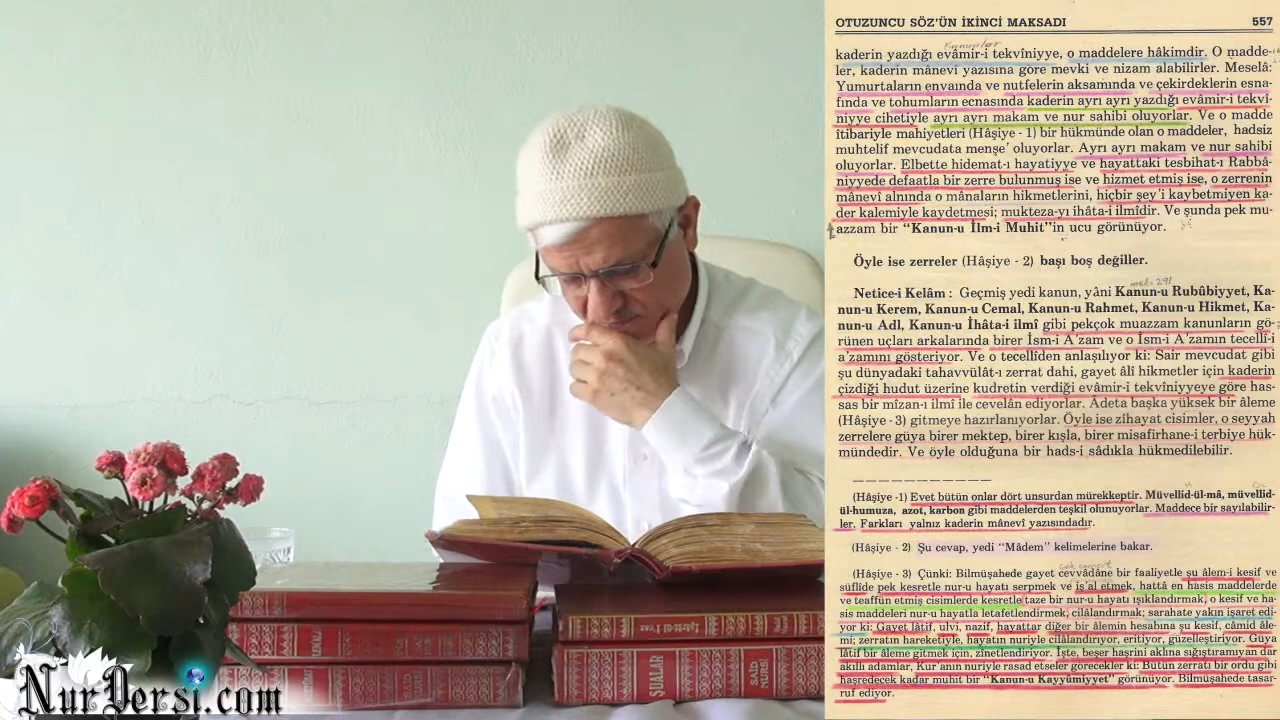 OTUZUNCU SÖZ'ÜN İKİNCİ MAKSADI 557
Kanunlar
kaderin yazdığı evâmir-i tekvîniyye, o maddelere hâkimdir. O madde-
ler, kaderin mânevî yazısına göre mevki ve nizam alabilirler. Meselâ:
Yumurtaların envaında ve nutfelerin aksamında ve çekirdeklerin esna-
fında ve tohumların ecnasında kaderin ayrı ayrı yazdığı evâmir-i tekvî-
niyye cihetiyle ayrı ayrı makam ve nur sahibi oluyorlar. Ve o madde
itibariyle mahiyetleri (Hâşiye - 1) bir hükmünde olan o maddeler, hadsiz
muhtelif mevcudata menşe' oluyorlar. Ayrı ayrı makam ve nur sahibi
oluyorlar. Elbette hidemat-ı hayatiyye ve hayattaki tesbihat-ı Rabbâ-
niyyede defaatla bir zerre bulunmuş ise ve hizmet etmiş ise, o zerrenin
mânevî alnında o mânaların hikmetlerini, hiçbir şey'i kaybetmiyen ka-
der kalemiyle kaydetmesi; mukteza-yı ihâta-i ilmîdir. Ve şunda pek mu-
azzam bir "Kanun-u İlm-i Muhit"in ucu görünüyor.
Öyle ise zerreler (Hâşiye - 2) başı boş değiller.
Netice-i Kelâm : Geçmiş yedi kanun, yâni Kanun-u Rubûbiyyet, Ka-
nun-u Kerem, Kanun-u Cemal, Kanun-u Rahmet, Kanun-u Hikmet, Ka-
nun-u Adl, Kanun-u İhâta-i ilmî gibi pekçok muazzam kanunların gö-
rünen uçları arkalarında birer İsm-i A'zam ve o İsm-i A'zamın tecellî-i
a'zamını gösteriyor. Ve o tecellîden anlaşılıyor ki: Sair mevcudat gibi
şu dünyadaki tahavvülât-ı zerrat dahi, gayet âlî hikmetler için kaderin
çizdiği hudut üzerine kudretin verdiği evâmir-i tekvîniyyeye göre has-
sas bir mîzan-ı ilmî ile cevelân ediyorlar. Âdeta başka yüksek bir âleme
(Hâşiye - 3) gitmeye hazırlanıyorlar. Öyle ise zîhayat cisimler, o seyyah
zerrelere güya birer mektep, birer kışla, birer misafirhane-i terbiye hük-
mündedir. Ve öyle olduğuna bir hads-i sâdıkla hükmedilebilir.
(Hâşiye -1) Evet bütün onlar dört unsurdan mürekkeptir. Müvellid-ül-mâ, müvellid-
ül-humuza, azot, karbon gibi maddelerden teşkil olunuyorlar. Maddece bir sayılabilir-
ler. Farkları yalnız kaderin mânevî yazısındadır.
(Hâşiye - 2) Şu cevap, yedi "Mâdem" kelimelerine bakar.
(Hâşiye - 3) Çünki: Bilmüşahede gayet cevvâdâne bir faaliyetle şu âlem-i kesif ve
süflîde pek kesretle nur-u hayatı serpmek ve iş'al etmek, hattâ en hasis maddelerde
ve teaffün etmiş cisimlerde kesretle taze bir nur-u hayatı ışıklandırmak, o kesif ve ha-
sis maddeleri nur-u hayatla letafetlendirmek, cilâlandırmak; sarahate yakın işaret edi-
yor ki: Gayet lâtif, ulvi, nazif, havattar diğer bir âlemin hesabına şu kesif, câmid âle-
mi; zerratın hareketiyle, hayatın nuriyle cilâlandırıyor, eritiyor, güzelleştiriyor. Güya
lâtif bir âleme gitmek için, zînetlendiriyor. İşte, beşer haşrini aklına sığıştıramıyan dar
akıllı adamlar, Kur'anın nuriyle rasad etseler görecekler ki: Bütün zerratı bir ordu gibi
haşredecek kadar muhit bir "Kanun-u Kayyûmiyyet" görünüyor. Bilmüşahede tasar-
ruf ediyor.
ŞUALAR
SAİD NURSİ
NurDersi.com